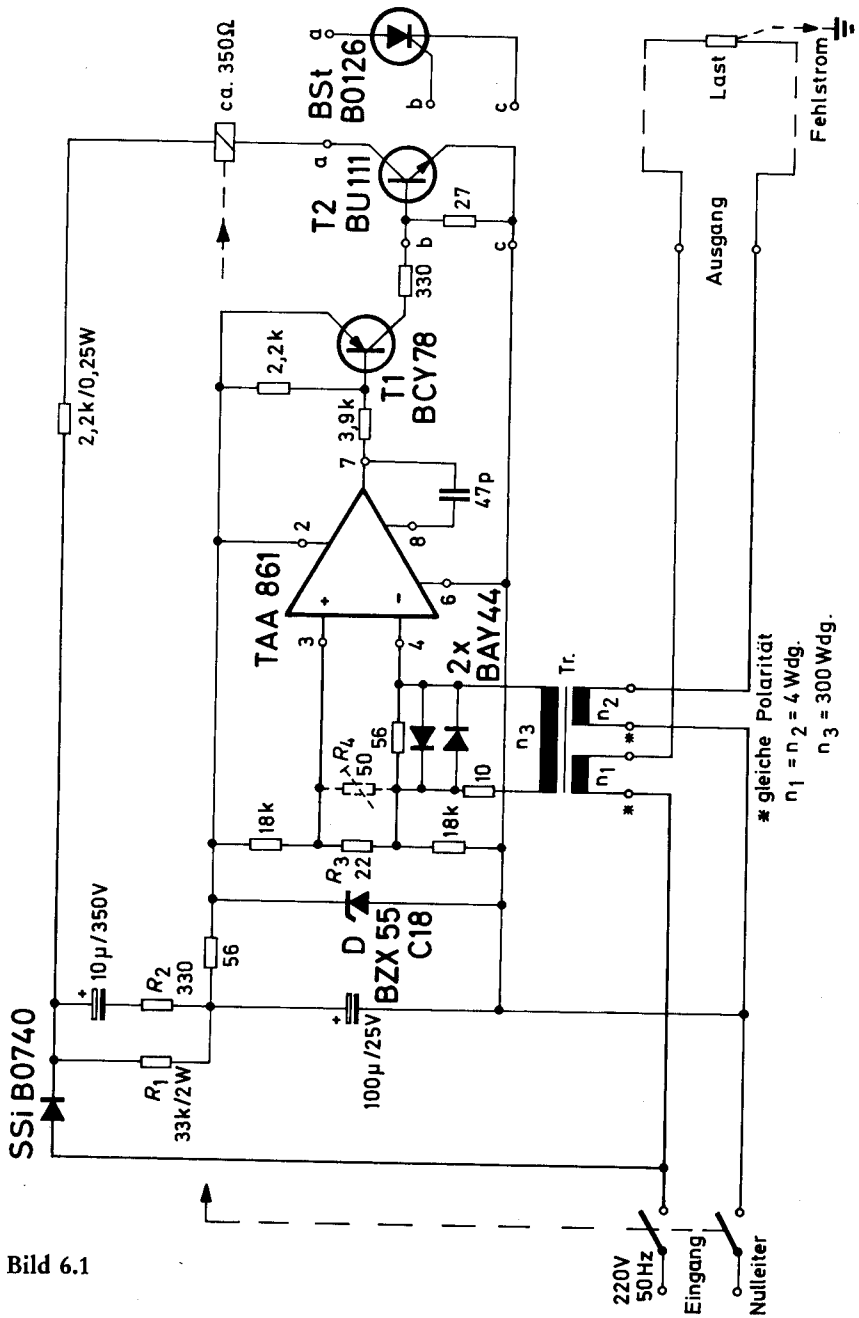 SSi B0740
R1
33k/2W
10µ/350V
+
R2
330
56
100µ/25V
+
D
BZX 55
C18
18k
R3
22
18k
R4
50
56
10
2x
BAY44
TAA 861
+
-
3
4
2
6
7
8
47p
3,9k
2,2k
T1
BCY78
330
27
T2
BU111
a
b
c
2,2k/0,25W
ca. 350Ω
BSt
B0126
a
b
c
Tr.
n3
n1
n2
*
*
* gleiche Polarität
n1 = n2 = 4 Wdg.
n3 = 300 Wdg.
Ausgang
Last
Fehlstrom
220V
50Hz
Eingang
Nulleiter
Bild 6.1